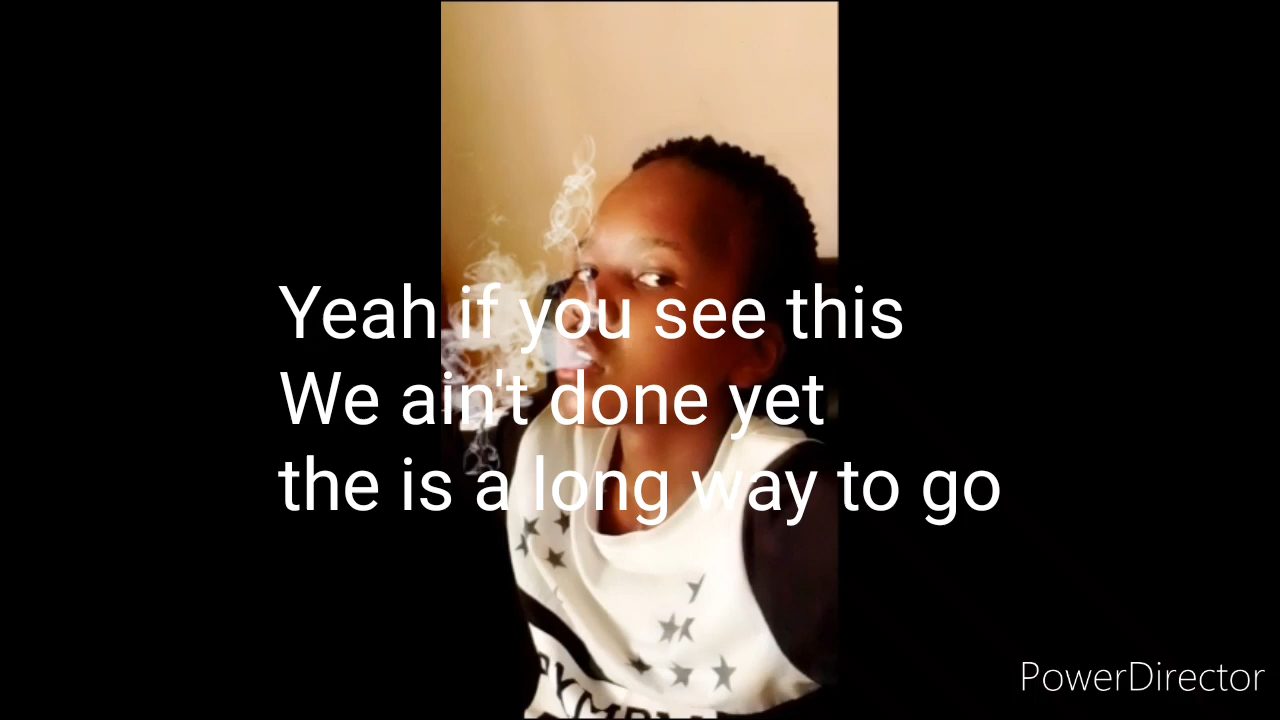 Yeah if you see this
We ain't done yet
the is a long way to go
PowerDirector